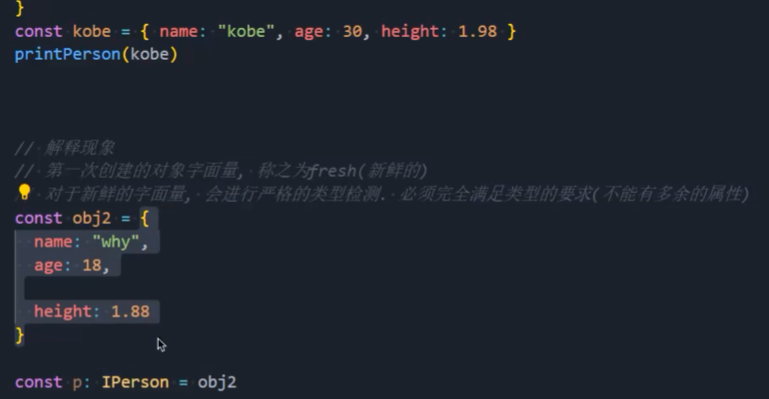 }
const kobe = { name: "kobe", age: 30, height: 1.98 }
printPerson(kobe)
// 解释现象
// 第一次创建的对象字面量, 称之为fresh(新鲜的)
// 对于新鲜的字面量, 会进行严格的类型检测. 必须完全满足类型的要求(不能有多余的属性)
const obj2 = {
name: "why",
age: 18,
height: 1.88
}
const p: IPerson = obj2